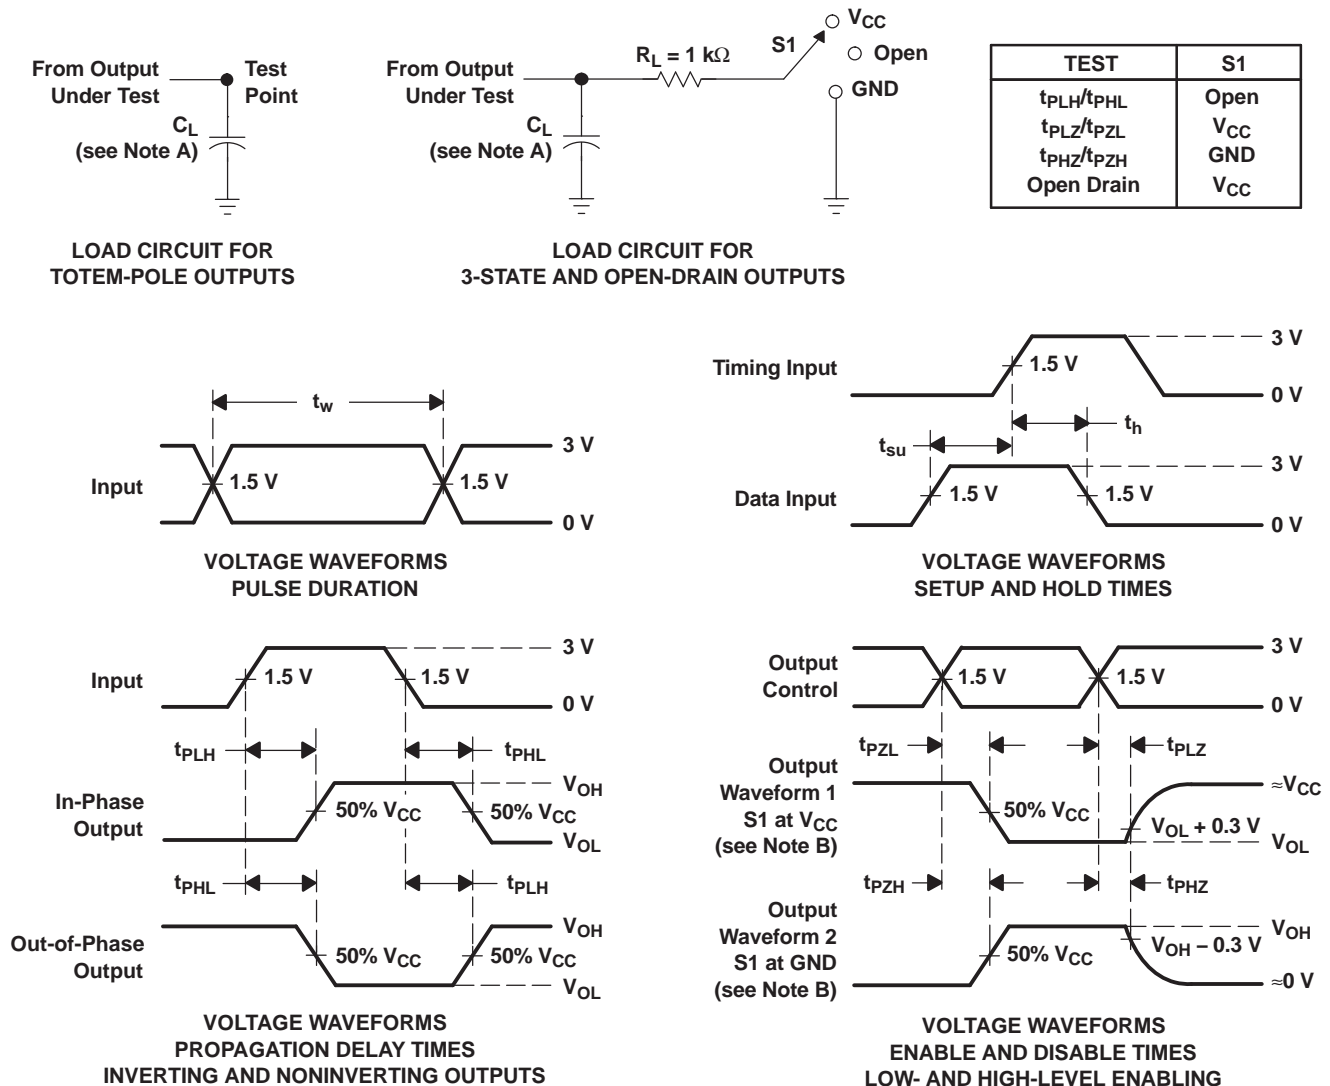 From Output
Under Test
Test
Point
CL
(see Note A)
LOAD CIRCUIT FOR
TOTEM-POLE OUTPUTS
From Output
Under Test
RL = 1 kΩ
S1
VCC
Open
GND
CL
(see Note A)
LOAD CIRCUIT FOR
3-STATE AND OPEN-DRAIN OUTPUTS
TEST S1
tPLH/tPHL Open
tPLZ/tPZL VCC
tPHZ/tPZH GND
Open Drain VCC
tw
Input
1.5 V
1.5 V
3 V
0 V
VOLTAGE WAVEFORMS
PULSE DURATION
Timing Input
1.5 V
3 V
0 V
tsu
th
Data Input
1.5 V
1.5 V
3 V
0 V
VOLTAGE WAVEFORMS
SETUP AND HOLD TIMES
Input
1.5 V
1.5 V
3 V
0 V
tPLH
tPHL
In-Phase
Output
50% VCC
50% VCC
VOH
VOL
tPHL
tPLH
Out-of-Phase
Output
50% VCC
50% VCC
VOH
VOL
VOLTAGE WAVEFORMS
PROPAGATION DELAY TIMES
INVERTING AND NONINVERTING OUTPUTS
Output
Control
1.5 V
1.5 V
3 V
0 V
tPZL
tPLZ
Output
Waveform 1
S1 at VCC
(see Note B)
50% VCC
VOL + 0.3 V
≈VCC
VOL
tPZH
tPHZ
Output
Waveform 2
S1 at GND
(see Note B)
50% VCC
VOH − 0.3 V
VOH
≈0 V
VOLTAGE WAVEFORMS
ENABLE AND DISABLE TIMES
LOW- AND HIGH-LEVEL ENABLING